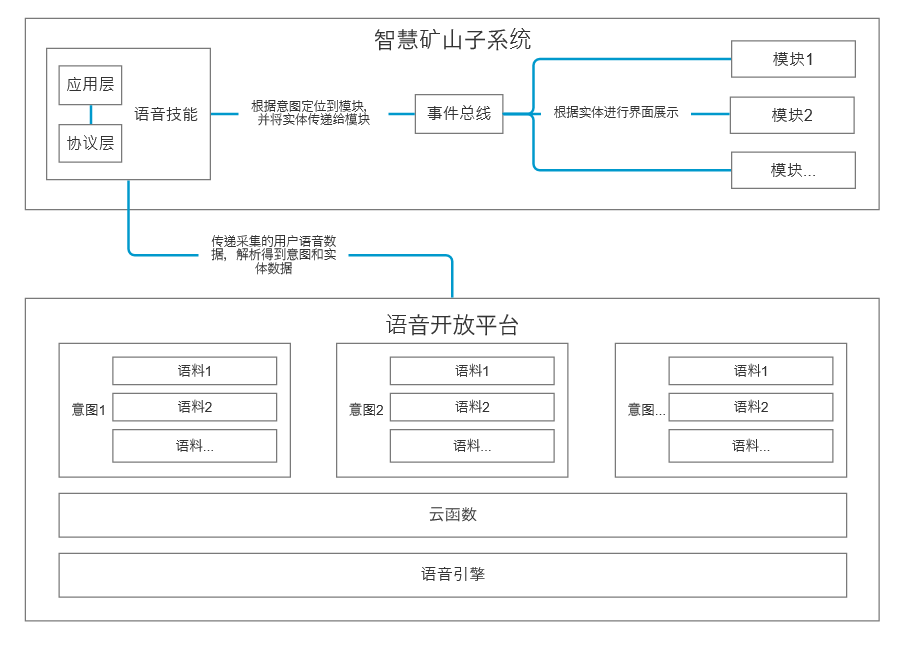 智慧矿山子系统
应用层
协议层
语音技能
根据意图定位到模块，
并将实体传递给模块
事件总线
根据实体进行界面展示
模块1
模块2
模块...
传递采集的用户语音数
据，解析得到意图和实
体数据
语音开放平台
意图1
语料1
语料2
语料...
意图2
语料1
语料2
语料...
意图...
语料1
语料2
语料...
云函数
语音引擎